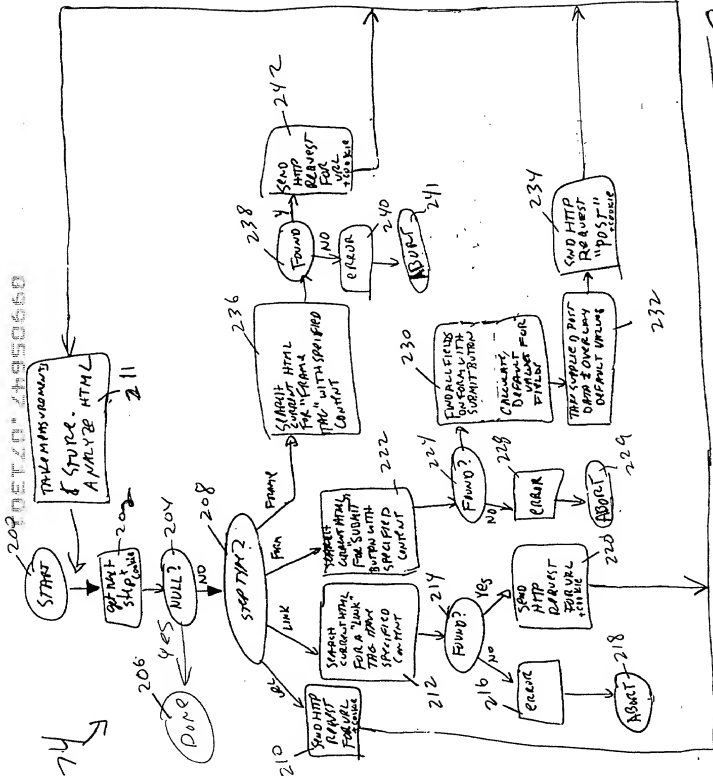 74
200
START
TAKE MEASUREMENTS
& STORE.
ANALYZE HTML
211
202
get next
step + cookie
204
NULL?
YES
206
DONE
NO
208
STEP TYPE?
URL
LINK
FORM
FRAME
210
SEND HTTP
REQUEST
FOR URL
+ cookie
SEARCH
CURRENT HTML
FOR A "LINK"
TAG HAVE
SPECIFIED
CONTENT
212
214
FOUND?
NO
YES
216
ERROR
ABORT
218
SEND
HTTP
REQUEST
FOR URL
+ cookie
220
SEARCH
CURRENT HTML
FOR "SUBMIT"
BUTTON WITH
SPECIFIED
CONTENT
222
224
FOUND?
NO
228
ERROR
ABORT
229
230
FIND ALL FIELDS
ON FORM WITH
SUBMIT BUTTON
CALCULATE
DEFAULT
VALUES FOR
FIELDS
TAKE SUPPLIED POST
DATA & OVERLAY
DEFAULT VALUES
232
234
SEND HTTP
REQUEST
"POST"
+ cookie
236
SEARCH
CURRENT HTML
FOR "FRAME
TAG" WITH SPECIFIED
CONTENT
238
FOUND
Y
NO
240
ERROR
241
ABORT
242
SEND
HTTP
REQUEST
FOR
URL
+ COOKIE